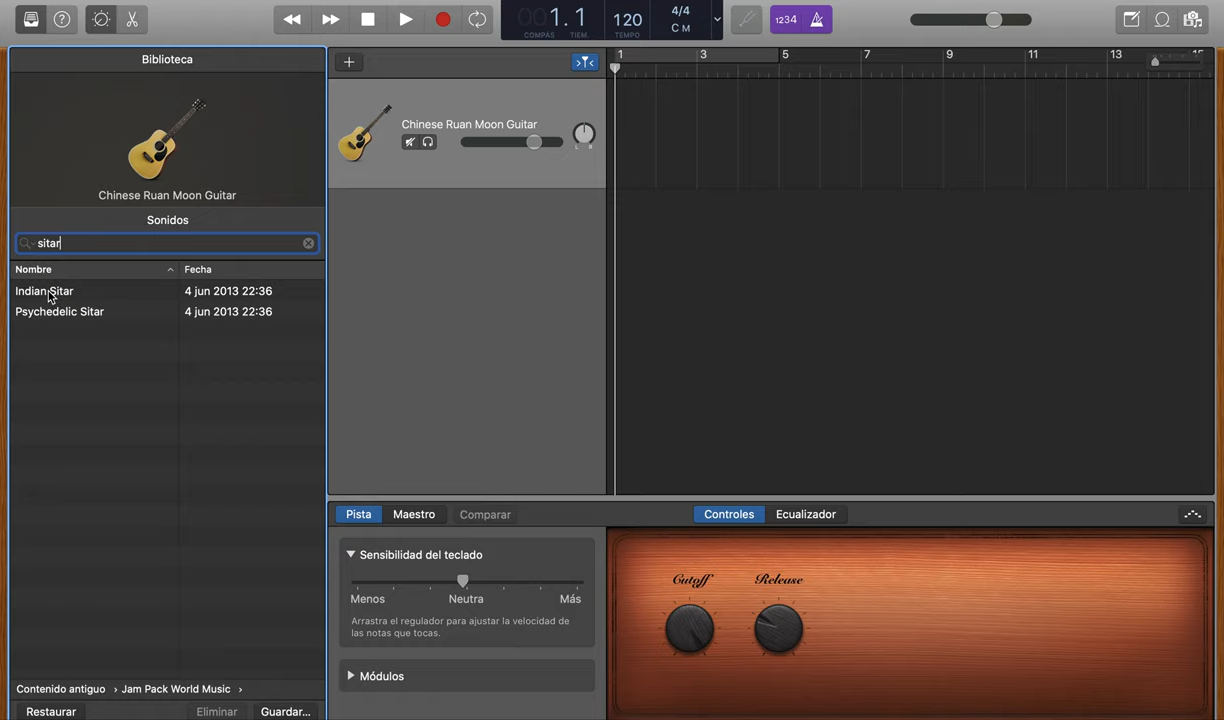 001.1
COMPÁS TIEM.
120
TEMPO
4/4
C M
1234
Biblioteca
Chinese Ruan Moon Guitar
Sonidos
sitar
Nombre Fecha
Indian Sitar 4 jun 2013 22:36
Psychedelic Sitar 4 jun 2013 22:36
Contenido antiguo › Jam Pack World Music ›
Restaurar Eliminar Guardar...
1 3 5 7 9 11 13
Chinese Ruan Moon Guitar
Pista Maestro Comparar
Controles Ecualizador
Sensibilidad del teclado
Menos Neutra Más
Arrastra el regulador para ajustar la velocidad de
las notas que tocas.
Módulos
Cutoff Release